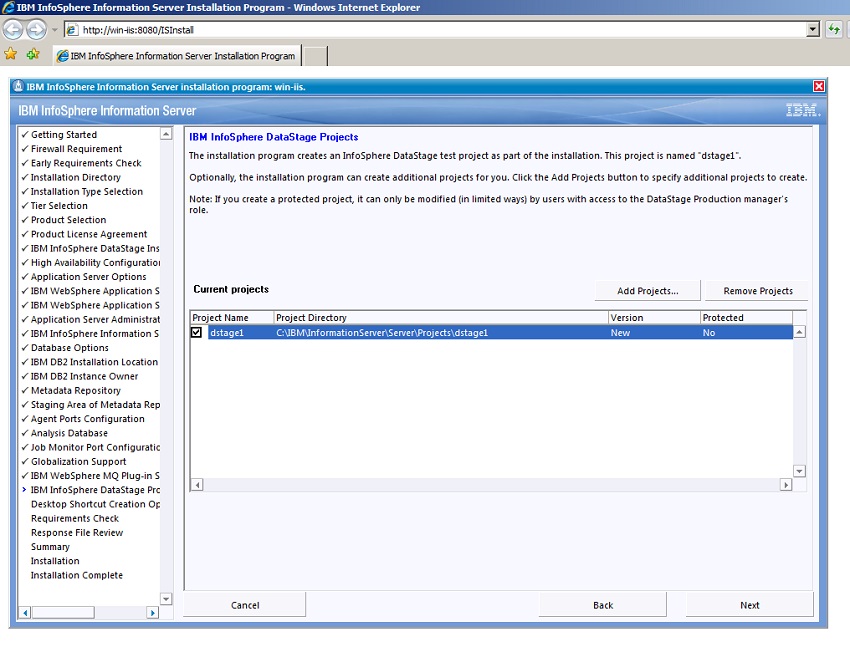 IBM InfoSphere Information Server Installation Program - Windows Internet Explorer
http://win-iis:8080/ISInstall
IBM InfoSphere Information Server Installation Program
IBM InfoSphere Information Server installation program: win-iis.
IBM InfoSphere Information Server
IBM.
Getting Started
Firewall Requirement
Early Requirements Check
Installation Directory
Installation Type Selection
Tier Selection
Product Selection
Product License Agreement
IBM InfoSphere DataStage Ins
High Availability Configuration
Application Server Options
IBM WebSphere Application S
IBM WebSphere Application S
Application Server Administrat
IBM InfoSphere Information S
Database Options
IBM DB2 Installation Location
IBM DB2 Instance Owner
Metadata Repository
Staging Area of Metadata Rep
Agent Ports Configuration
Analysis Database
Job Monitor Port Configuratic
Globalization Support
IBM WebSphere MQ Plug-in S
IBM InfoSphere DataStage Prc
Desktop Shortcut Creation Op
Requirements Check
Response File Review
Summary
Installation
Installation Complete
IBM InfoSphere DataStage Projects
The installation program creates an InfoSphere DataStage test project as part of the installation. This project is named "dstage1".
Optionally, the installation program can create additional projects for you. Click the Add Projects button to specify additional projects to create.
Note: If you create a protected project, it can only be modified (in limited ways) by users with access to the DataStage Production manager's
role.
Current projects
Add Projects...
Remove Projects
Project Name Project Directory Version Protected
dstage1 C:\IBM\InformationServer\Server\Projects\dstage1 New No
Cancel
Back
Next